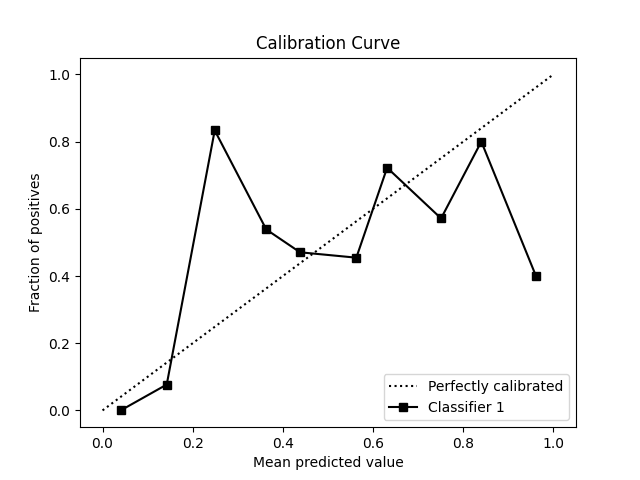 Calibration Curve
1.0
0.8
0.6
0.4
0.2
0.0
Fraction of positives
0.0 0.2 0.4 0.6 0.8 1.0
Mean predicted value
Perfectly calibrated
Classifier 1